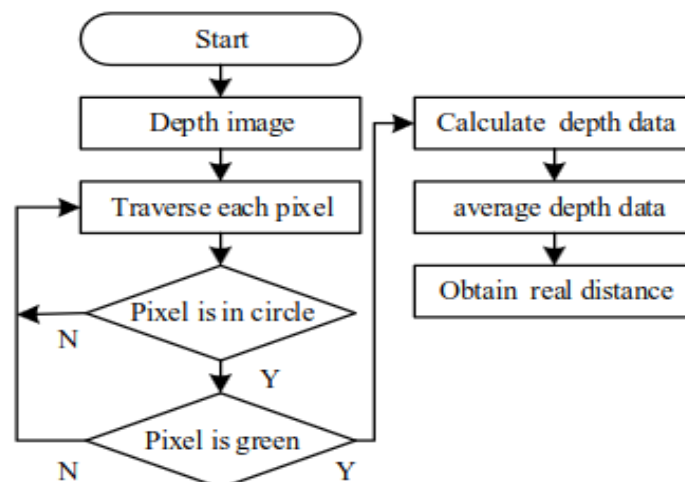 Start
Depth image
Traverse each pixel
Pixel is in circle
N
Y
Pixel is green
N
Y
Calculate depth data
average depth data
Obtain real distance